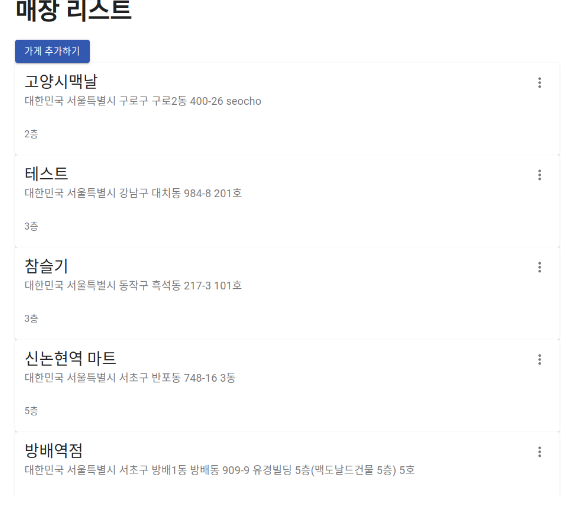 매장 리스트
가게 추가하기
고양시맥날
대한민국 서울특별시 구로구 구로2동 400-26 seocho
2층
테스트
대한민국 서울특별시 강남구 대치동 984-8 201호
3층
참슬기
대한민국 서울특별시 동작구 흑석동 217-3 101호
3층
신논현역 마트
대한민국 서울특별시 서초구 반포동 748-16 3동
5층
방배역점
대한민국 서울특별시 서초구 방배1동 방배동 909-9 유경빌딩 5층(맥도날드건물 5층) 5호